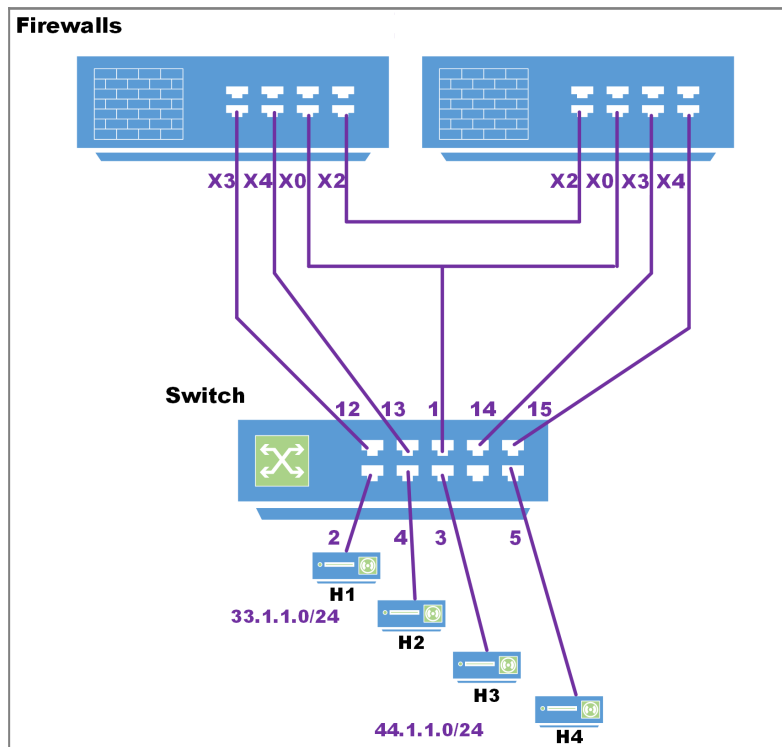 Firewalls
X3 X4 X0 X2
X2 X0 X3 X4
Switch
12 13 1 14 15
2 4 3 5
H1
33.1.1.0/24
H2
H3
44.1.1.0/24
H4